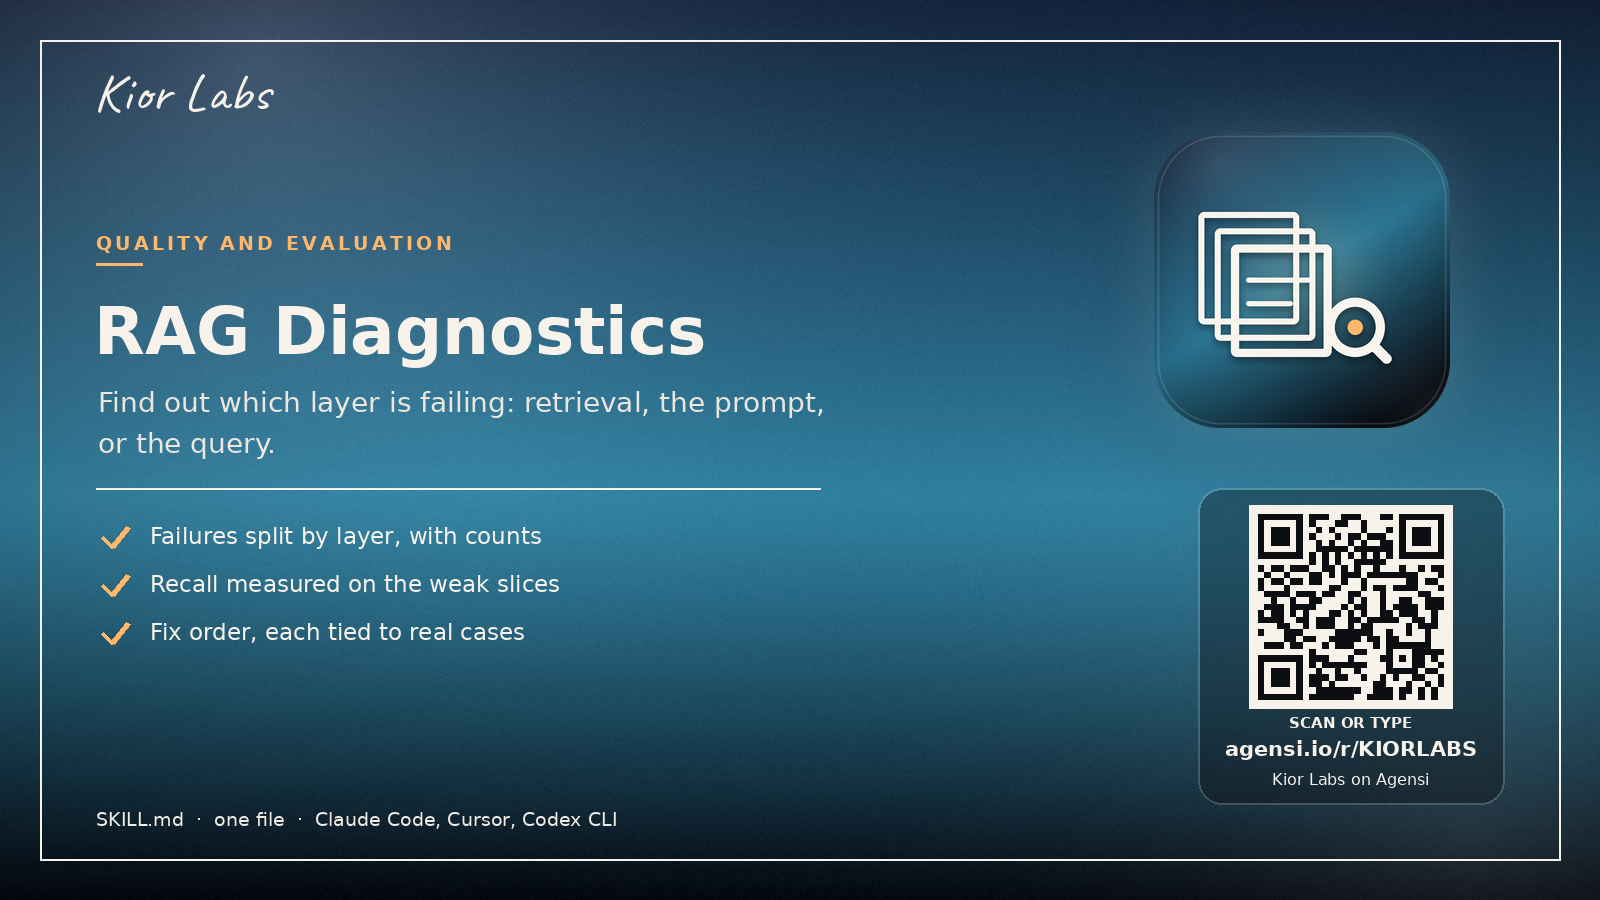 Kior Labs
QUALITY AND EVALUATION
RAG Diagnostics
Find out which layer is failing: retrieval, the prompt,
or the query.
Failures split by layer, with counts
Recall measured on the weak slices
Fix order, each tied to real cases
SCAN OR TYPE
agensi.io/r/KIORLABS
Kior Labs on Agensi
SKILL.md · one file · Claude Code, Cursor, Codex CLI